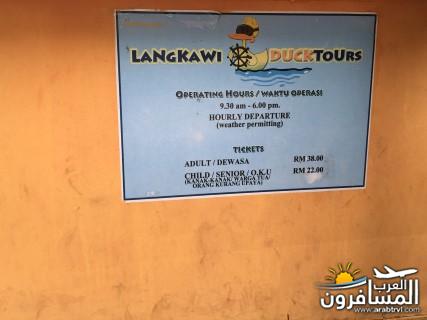 LANGKAWI DUCKTOURS
OPERATING HOURS / WAKTU OPERASI
9.30 am - 6.00 pm.
HOURLY DEPARTURE
(weather permitting)
TICKETS
ADULT / DEWASA RM 38.00
CHILD / SENIOR / O.K.U RM 22.00
(KANAK-KANAK/ WARGA TUA/
ORANG KURANG UPAYA)
العرب
المسافرون
www.arabtrvl.com